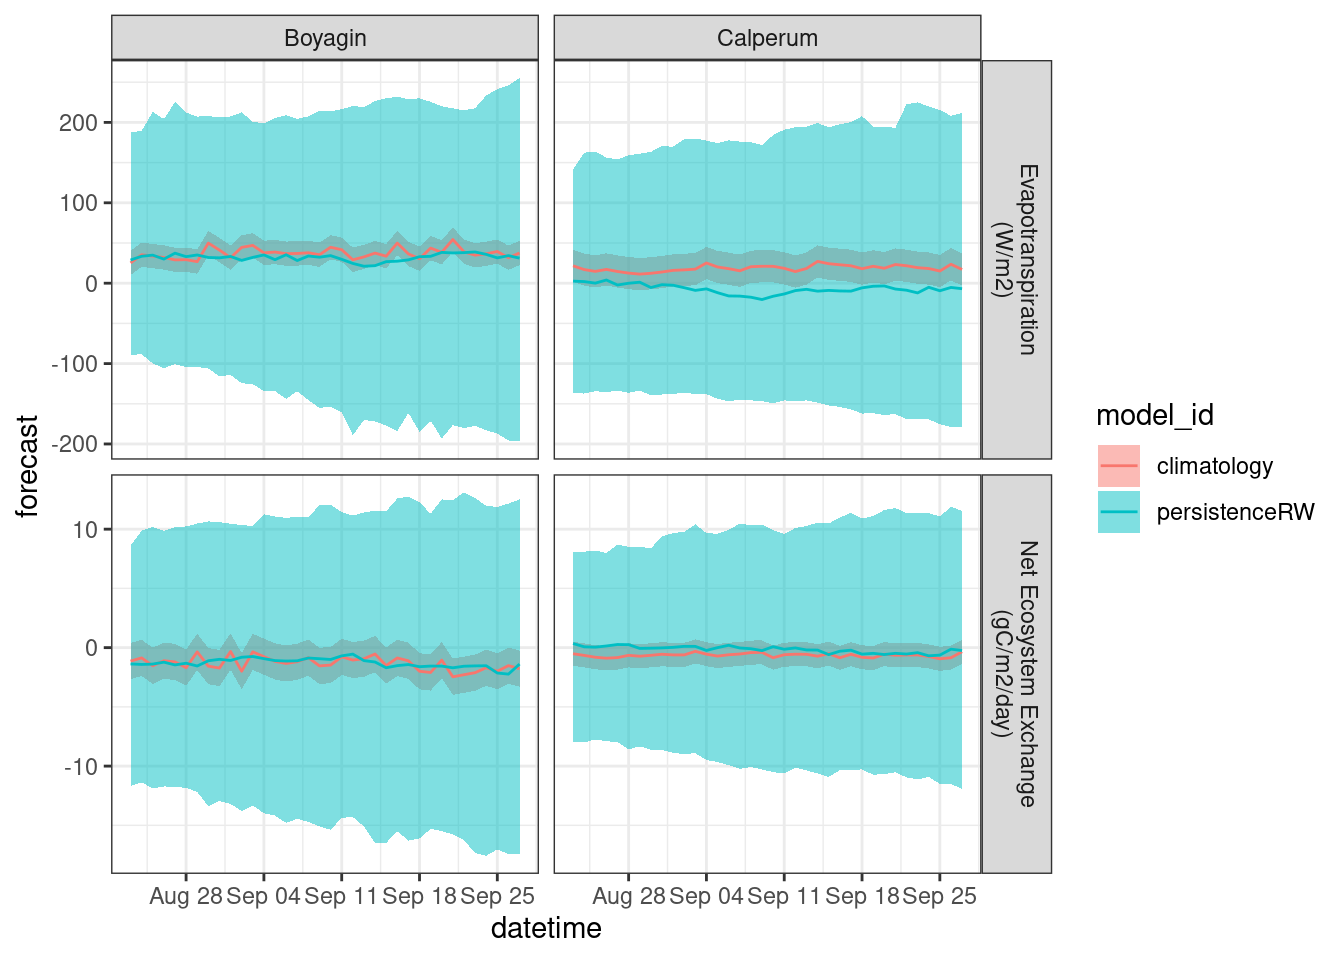 Boyagin
Calperum
200
100
0
-100
-200
Evapotranspiration
(W/m2)
10
0
-10
Net Ecosystem Exchange
(gC/m2/day)
forecast
Aug 28 Sep 04 Sep 11 Sep 18 Sep 25
Aug 28 Sep 04 Sep 11 Sep 18 Sep 25
datetime
model_id
climatology
persistenceRW